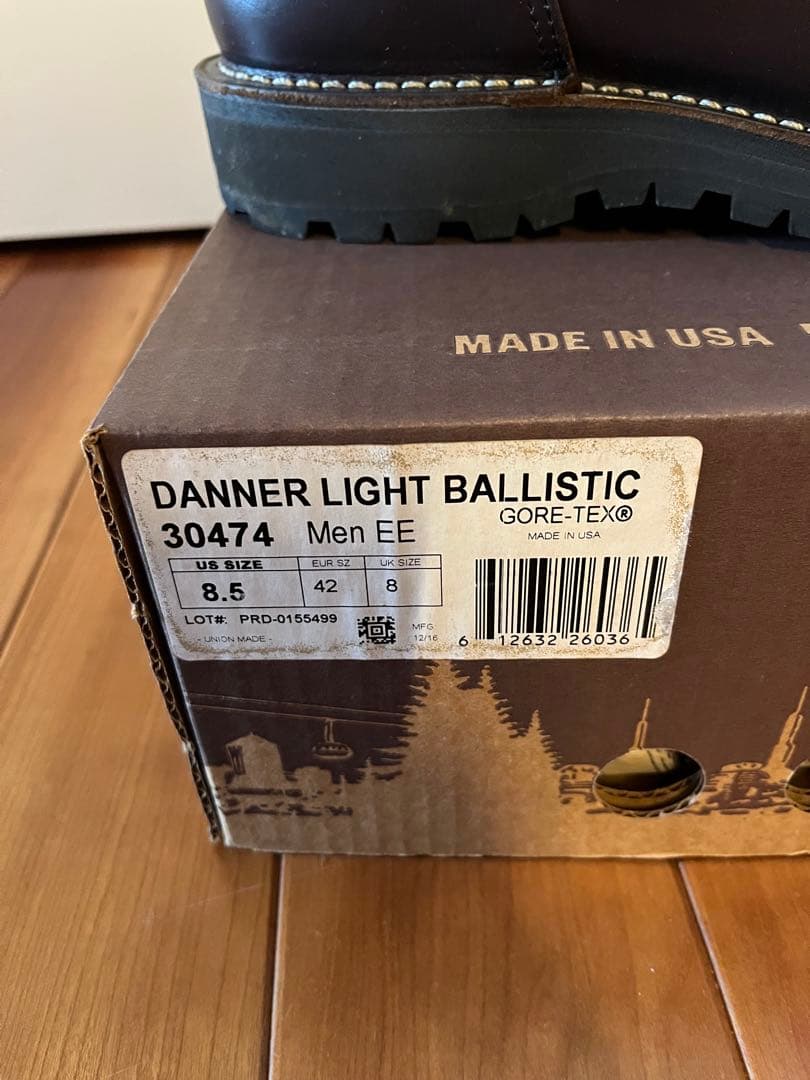 MADE IN USA
DANNER LIGHT BALLISTIC
GORE-TEX®
30474 Men EE
MADE IN USA
US SIZE EUR SZ UK SIZE
8.5 42 8
LOT#: PRD-0155499
- UNION MADE -
MFG
12/16
6 12632 26036